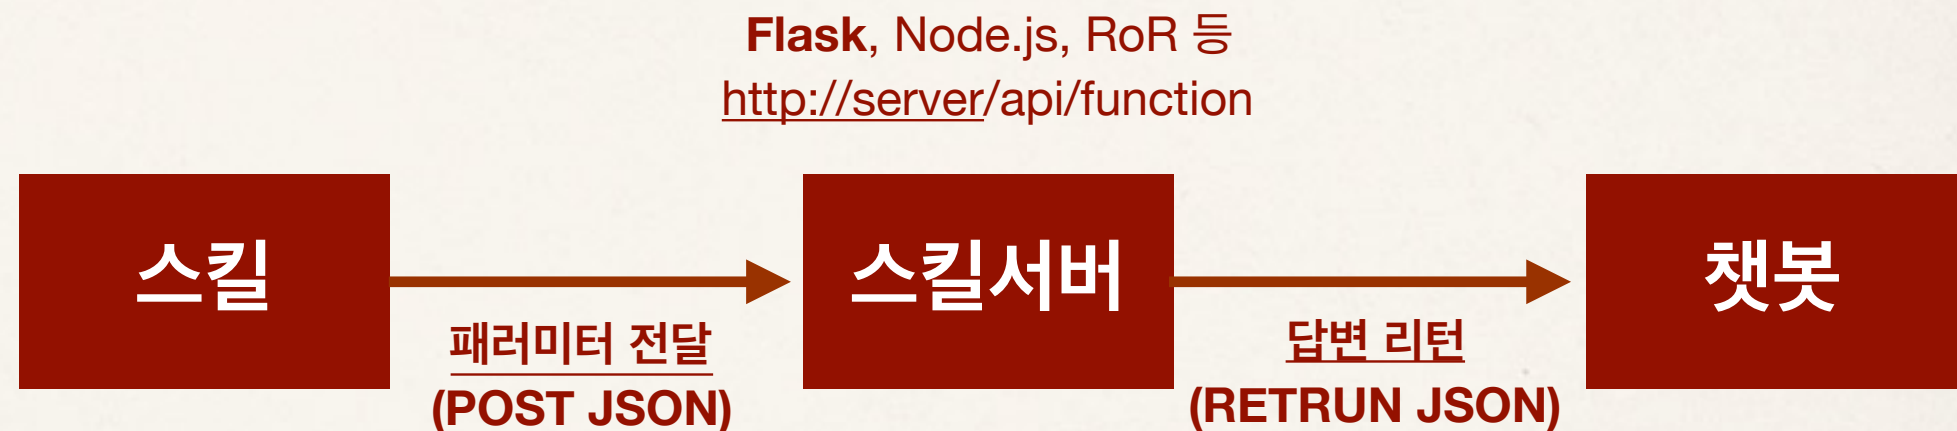 Flask, Node.js, RoR 등
http://server/api/function
스킬
스킬서버
챗봇
패러미터 전달
(POST JSON)
답변 리턴
(RETRUN JSON)